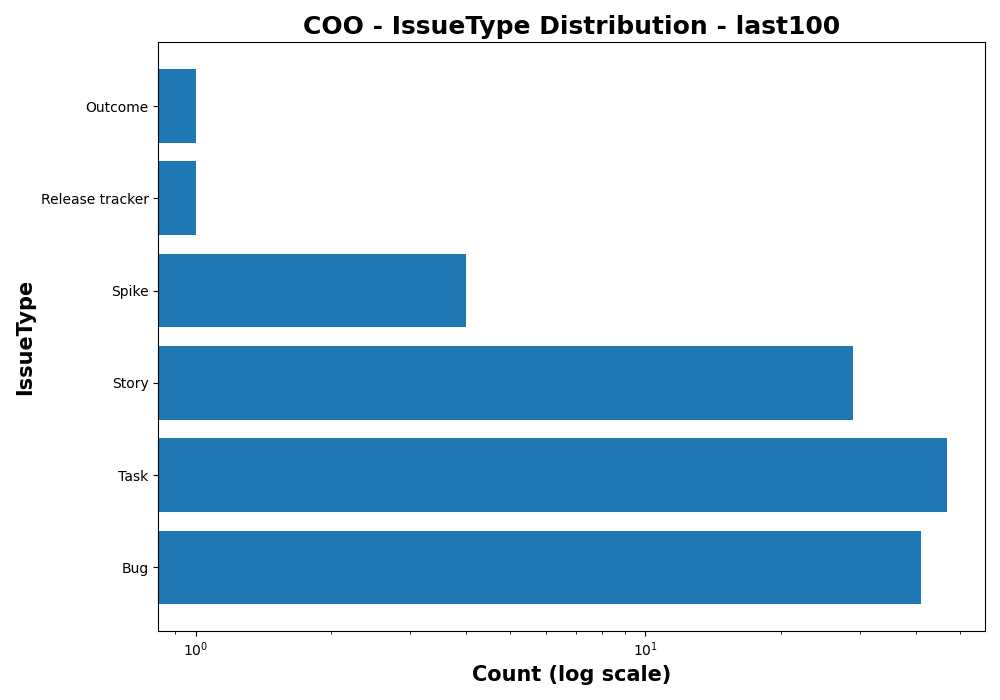 COO - IssueType Distribution - last100
IssueType
Outcome
Release tracker
Spike
Story
Task
Bug
10⁰
10¹
Count (log scale)